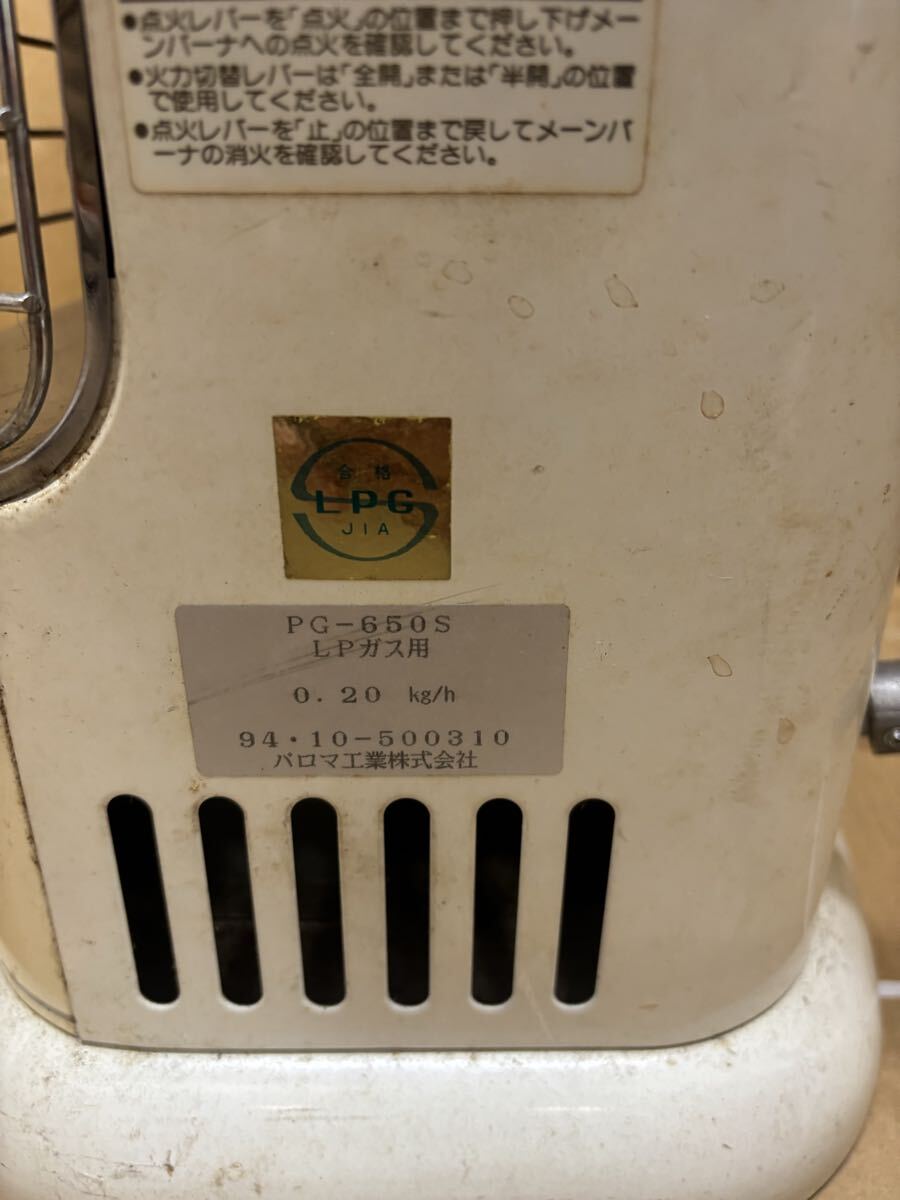 ●点火レバーを「点火」の位置まで押し下げメー
ンバーナへの点火を確認してください。
●火力切替レバーは「全開」または「半開」の位置
で使用してください。
●点火レバーを「止」の位置まで戻してメーンバ
ーナの消火を確認してください。
合格
LPG
JIA
PG-650S
LPガス用
0.20 kg/h
94・10-500310
パロマ工業株式会社